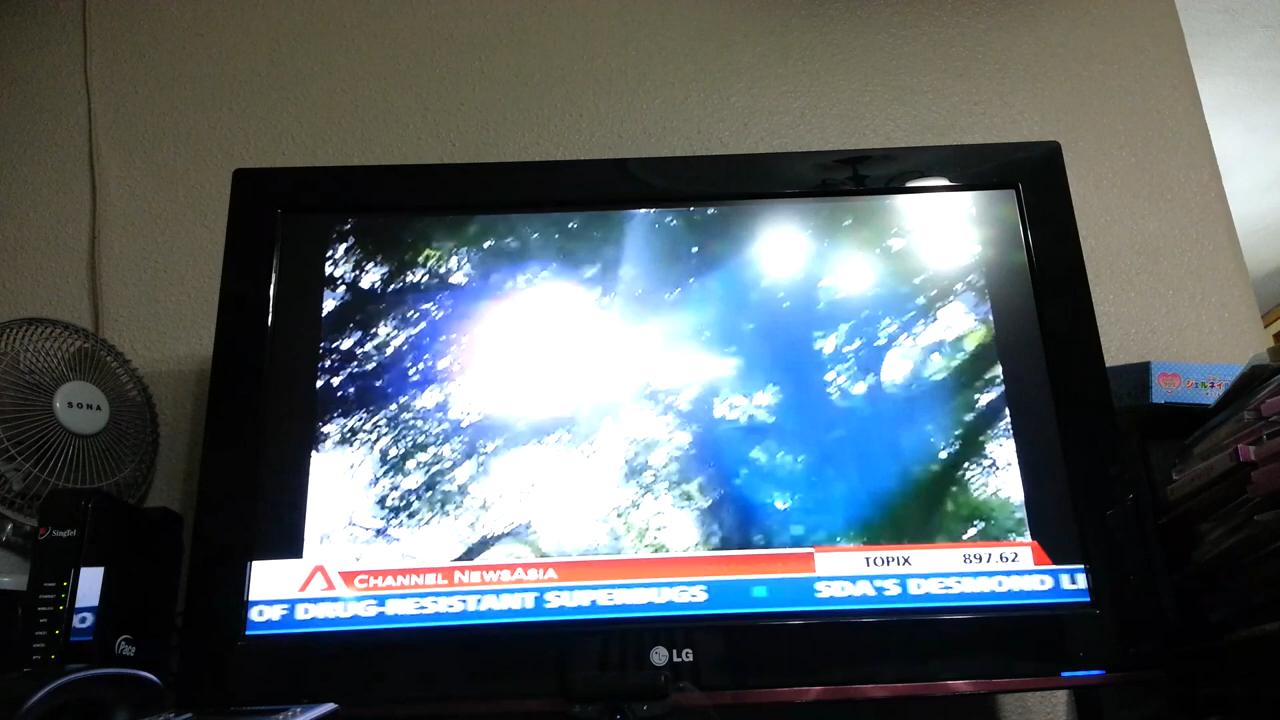 SONA
SingTel
Pace
CHANNEL NEWSASIA
TOPIX 897.62
OF DRUG-RESISTANT SUPERBUGS SDA'S DESMOND LI
LG